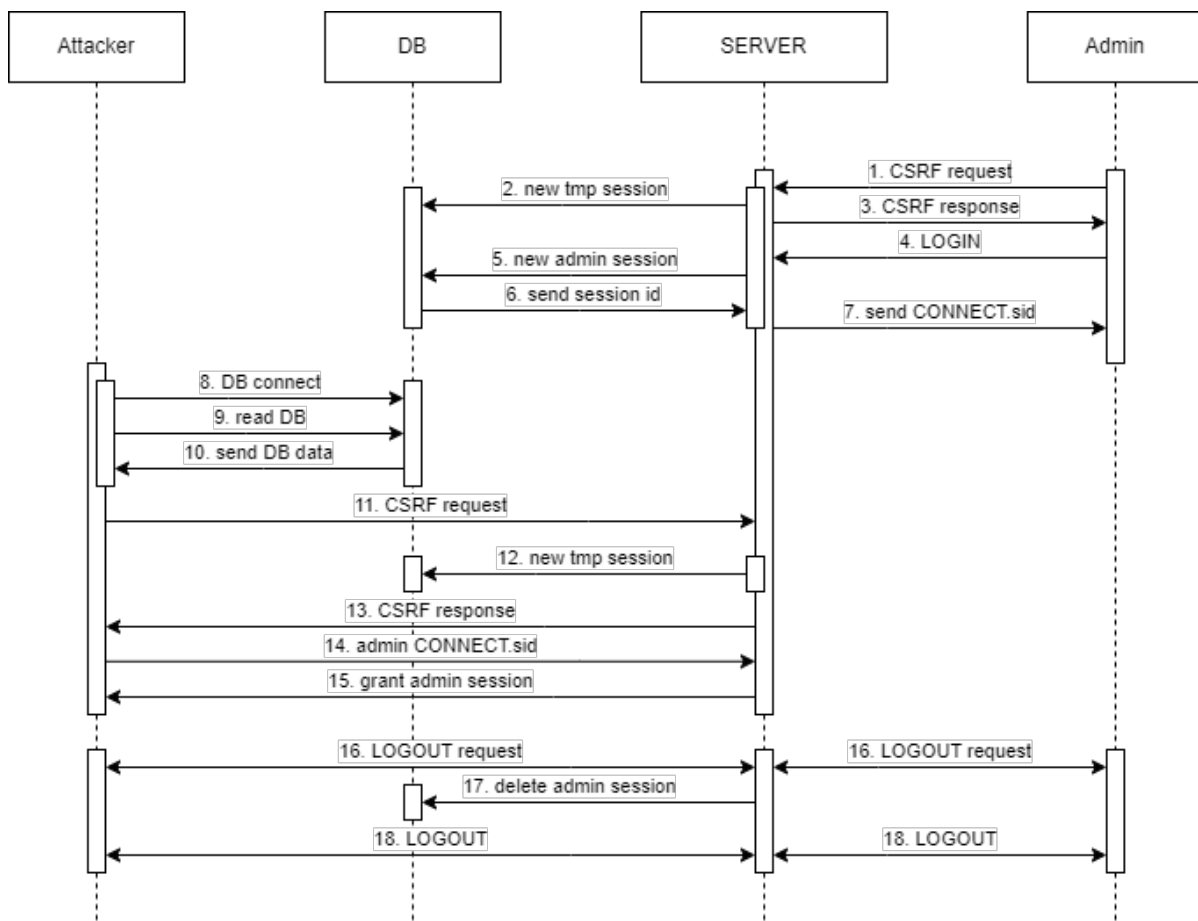 Attacker
DB
SERVER
Admin
1. CSRF request
2. new tmp session
3. CSRF response
4. LOGIN
5. new admin session
6. send session id
7. send CONNECT.sid
8. DB connect
9. read DB
10. send DB data
11. CSRF request
12. new tmp session
13. CSRF response
14. admin CONNECT.sid
15. grant admin session
16. LOGOUT request
16. LOGOUT request
17. delete admin session
18. LOGOUT
18. LOGOUT